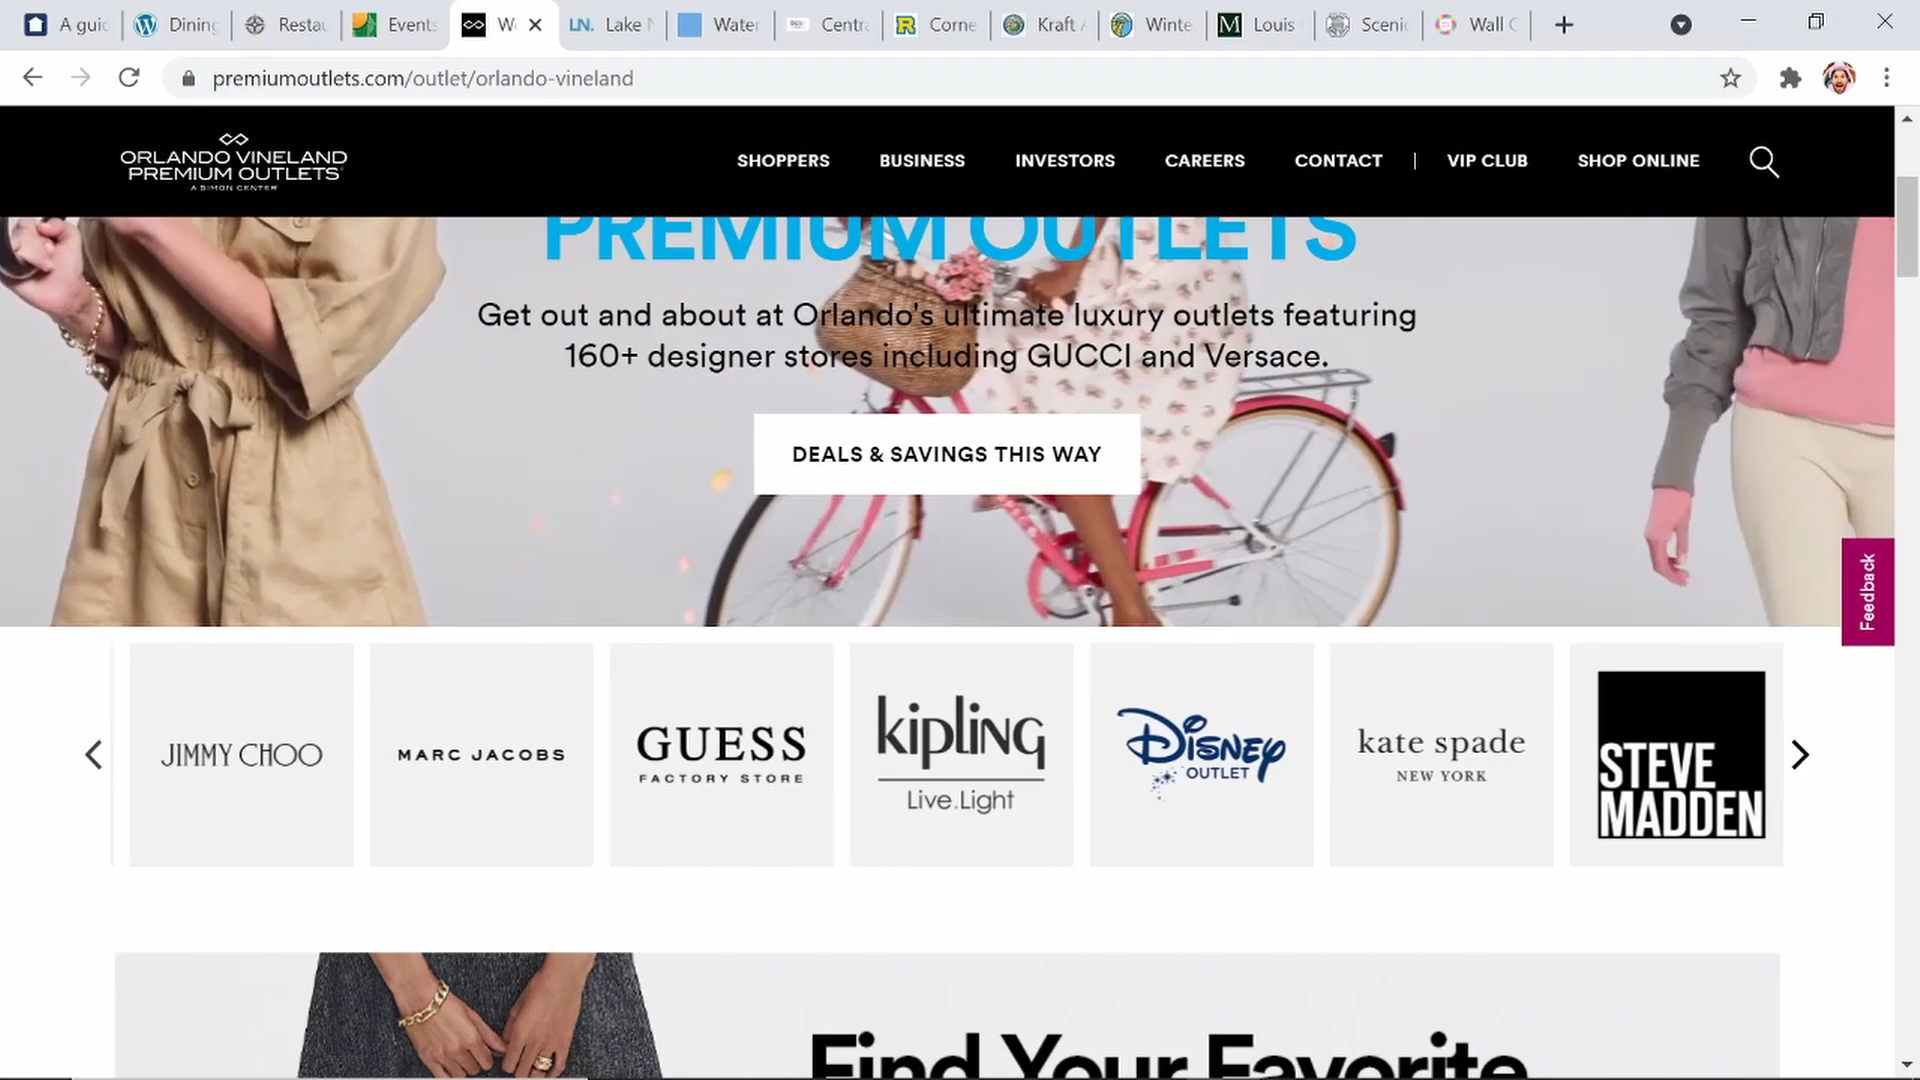 A guid
Dining
Restau
Events
W
Lake N
Water
Centra
Corne
Kraft A
Winte
Louis
Scenic
Wall C
premiumoutlets.com/outlet/orlando-vineland
ORLANDO VINELAND
PREMIUM OUTLETS
A SIMON CENTER
SHOPPERS
BUSINESS
INVESTORS
CAREERS
CONTACT
|
VIP CLUB
SHOP ONLINE
PREMIUM OUTLETS
Get out and about at Orlando's ultimate luxury outlets featuring
160+ designer stores including GUCCI and Versace.
DEALS & SAVINGS THIS WAY
Feedback
JIMMY CHOO
MARC JACOBS
GUESS
FACTORY STORE
kipling
Live.Light
Disney
OUTLET
kate spade
NEW YORK
STEVE
MADDEN
Find Your Favorite